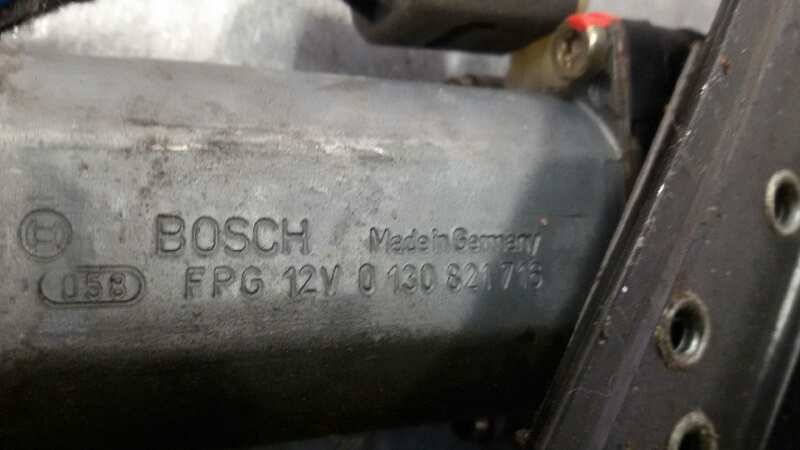 BOSCH Made in Germany
058 FPG 12V 0 130 821 716